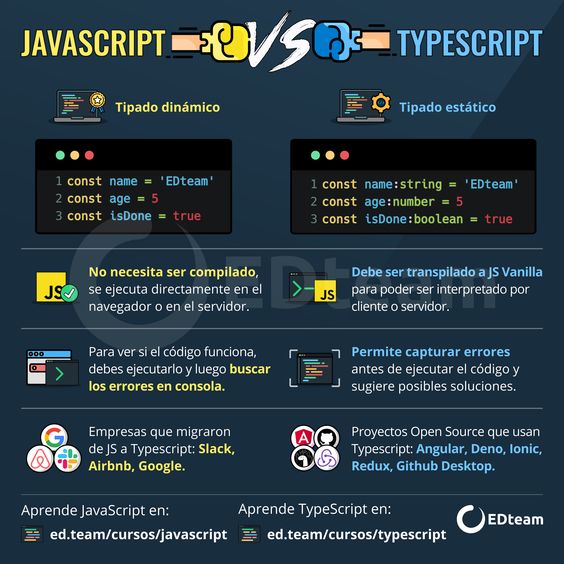 JAVASCRIPT VS TYPESCRIPT
Tipado dinámico
Tipado estático
1 const name = 'EDteam'
2 const age = 5
3 const isDone = true
1 const name:string = 'EDteam'
2 const age:number = 5
3 const isDone:boolean = true
EDteam
JS
No necesita ser compilado,
se ejecuta directamente en el
navegador o en el servidor.
JS
Debe ser transpilado a JS Vanilla
para poder ser interpretado por
cliente o servidor.
Para ver si el código funciona,
debes ejecutarlo y luego buscar
los errores en consola.
Permite capturar errores
antes de ejecutar el código y
sugiere posibles soluciones.
G
Empresas que migraron
de JS a Typescript: Slack,
Airbnb, Google.
A
Proyectos Open Source que usan
Typescript: Angular, Deno, Ionic,
Redux, Github Desktop.
Aprende JavaScript en:
ed.team/cursos/javascript
Aprende TypeScript en:
ed.team/cursos/typescript
EDteam